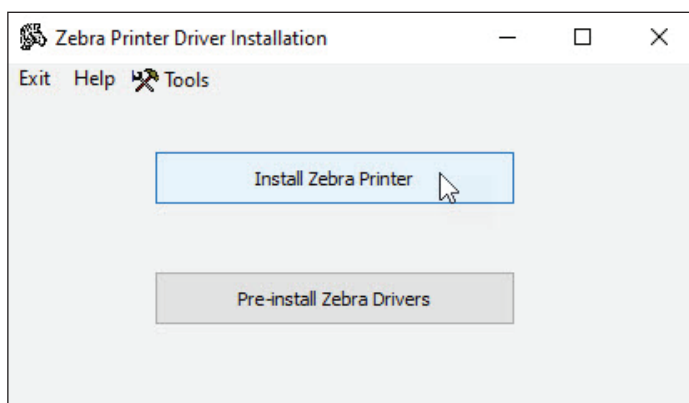 Zebra Printer Driver Installation
Exit Help Tools
Install Zebra Printer
Pre-install Zebra Drivers